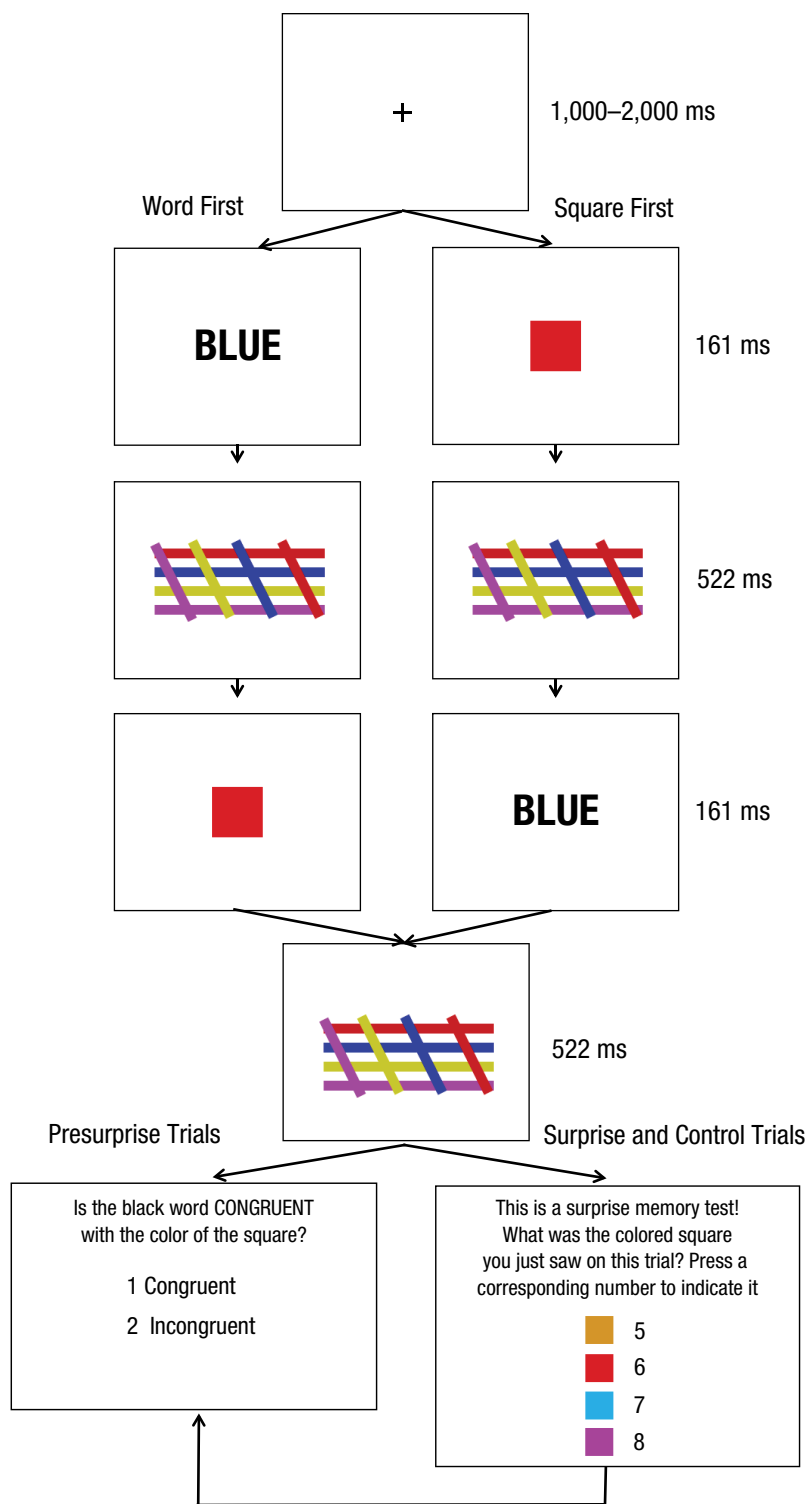 +
1,000–2,000 ms
Word First
Square First
BLUE
161 ms
522 ms
BLUE
161 ms
522 ms
Presurprise Trials
Surprise and Control Trials
Is the black word CONGRUENT
with the color of the square?
1 Congruent
2 Incongruent
This is a surprise memory test!
What was the colored square
you just saw on this trial? Press a
corresponding number to indicate it
5
6
7
8